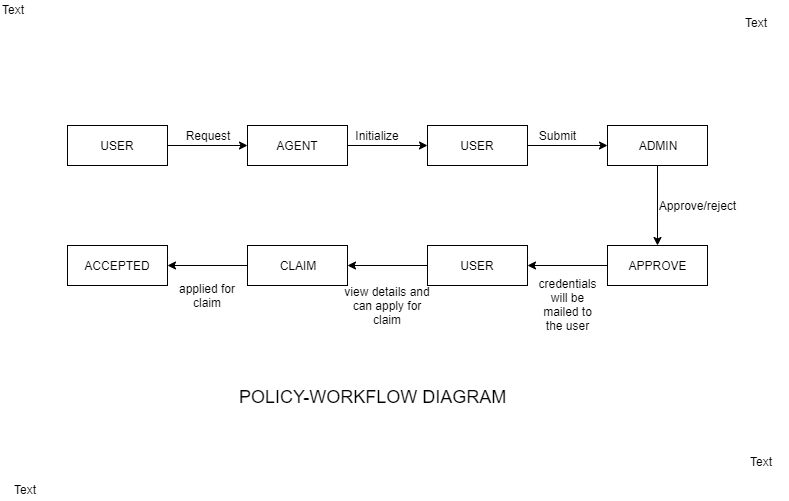 Text
Text
Request
Initialize
Submit
USER
AGENT
USER
ADMIN
Approve/reject
ACCEPTED
CLAIM
USER
APPROVE
applied for
claim
view details and
can apply for
claim
credentials
will be
mailed to
the user
POLICY-WORKFLOW DIAGRAM
Text
Text